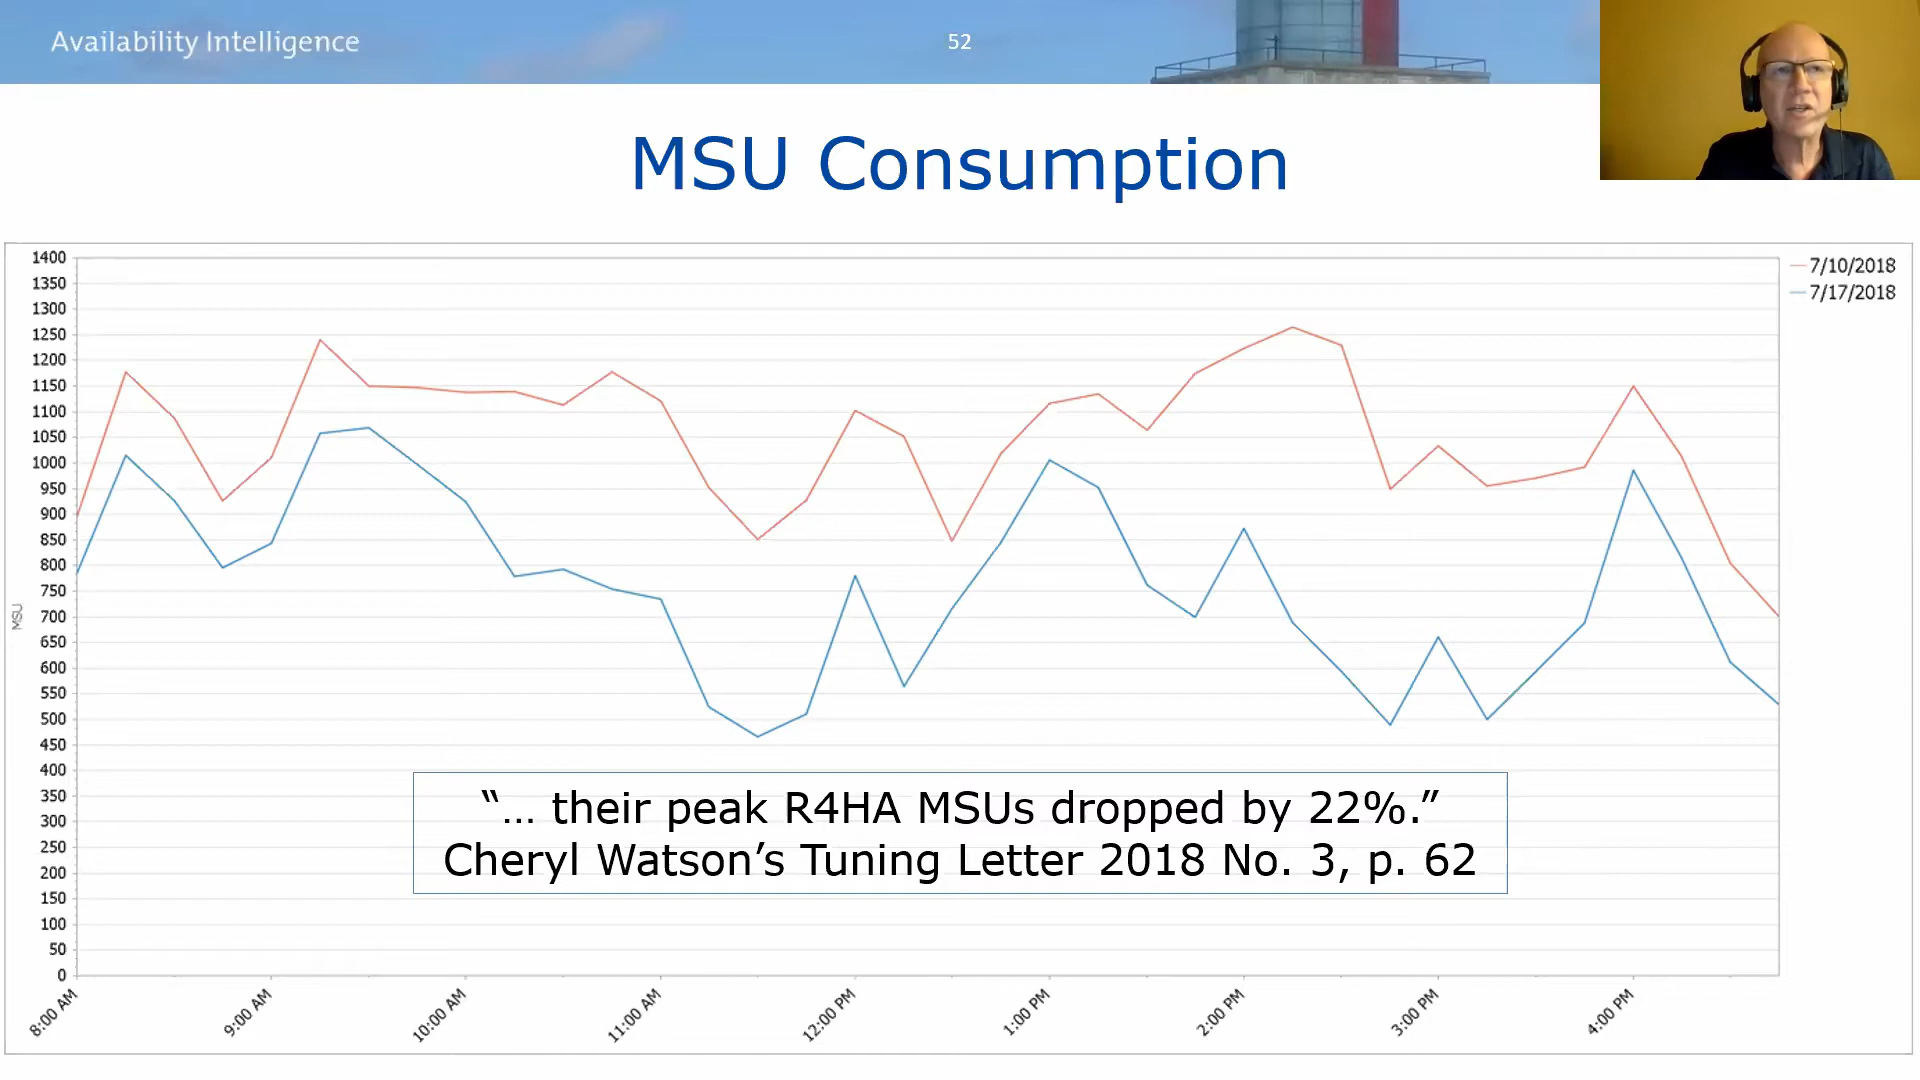 Availability Intelligence
52
MSU Consumption
7/10/2018
7/17/2018
MSU
1400
1350
1300
1250
1200
1150
1100
1050
1000
950
900
850
800
750
700
650
600
550
500
450
400
350
300
250
200
150
100
50
0
“… their peak R4HA MSUs dropped by 22%.”
Cheryl Watson’s Tuning Letter 2018 No. 3, p. 62
8:00 AM
9:00 AM
10:00 AM
11:00 AM
12:00 PM
1:00 PM
2:00 PM
3:00 PM
4:00 PM